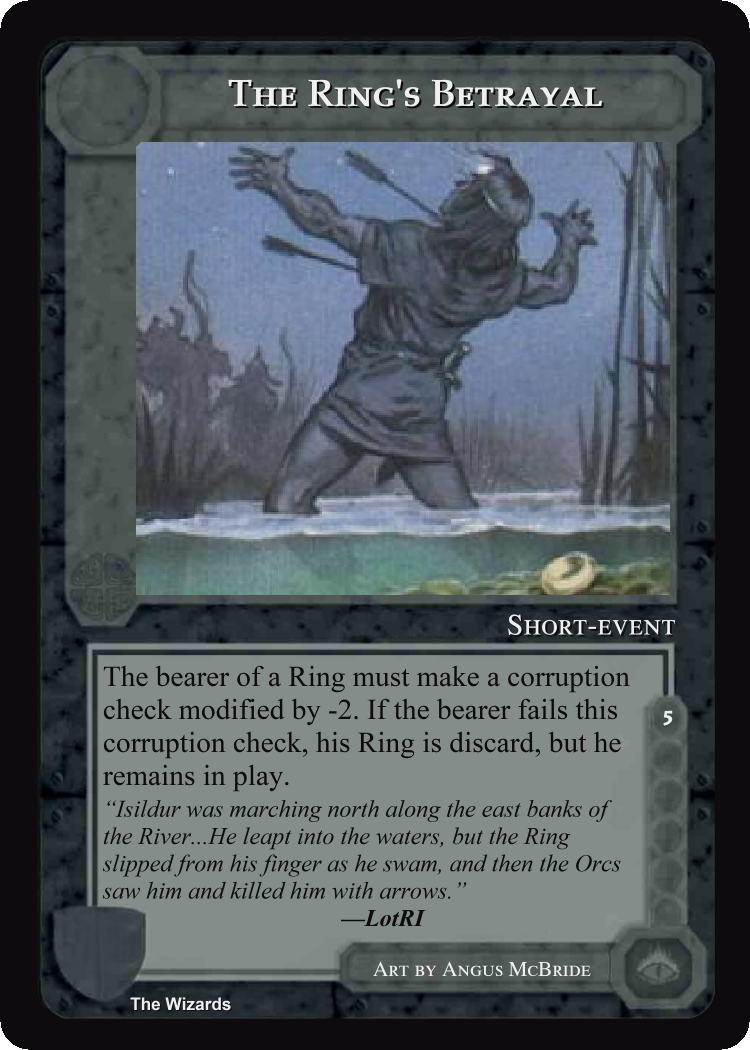 The Ring's Betrayal
Short-event
The bearer of a Ring must make a corruption
check modified by -2. If the bearer fails this
corruption check, his Ring is discard, but he
remains in play.
“Isildur was marching north along the east banks of
the River...He leapt into the waters, but the Ring
slipped from his finger as he swam, and then the Orcs
saw him and killed him with arrows.”
—LotRI
5
Art by Angus McBride
The Wizards